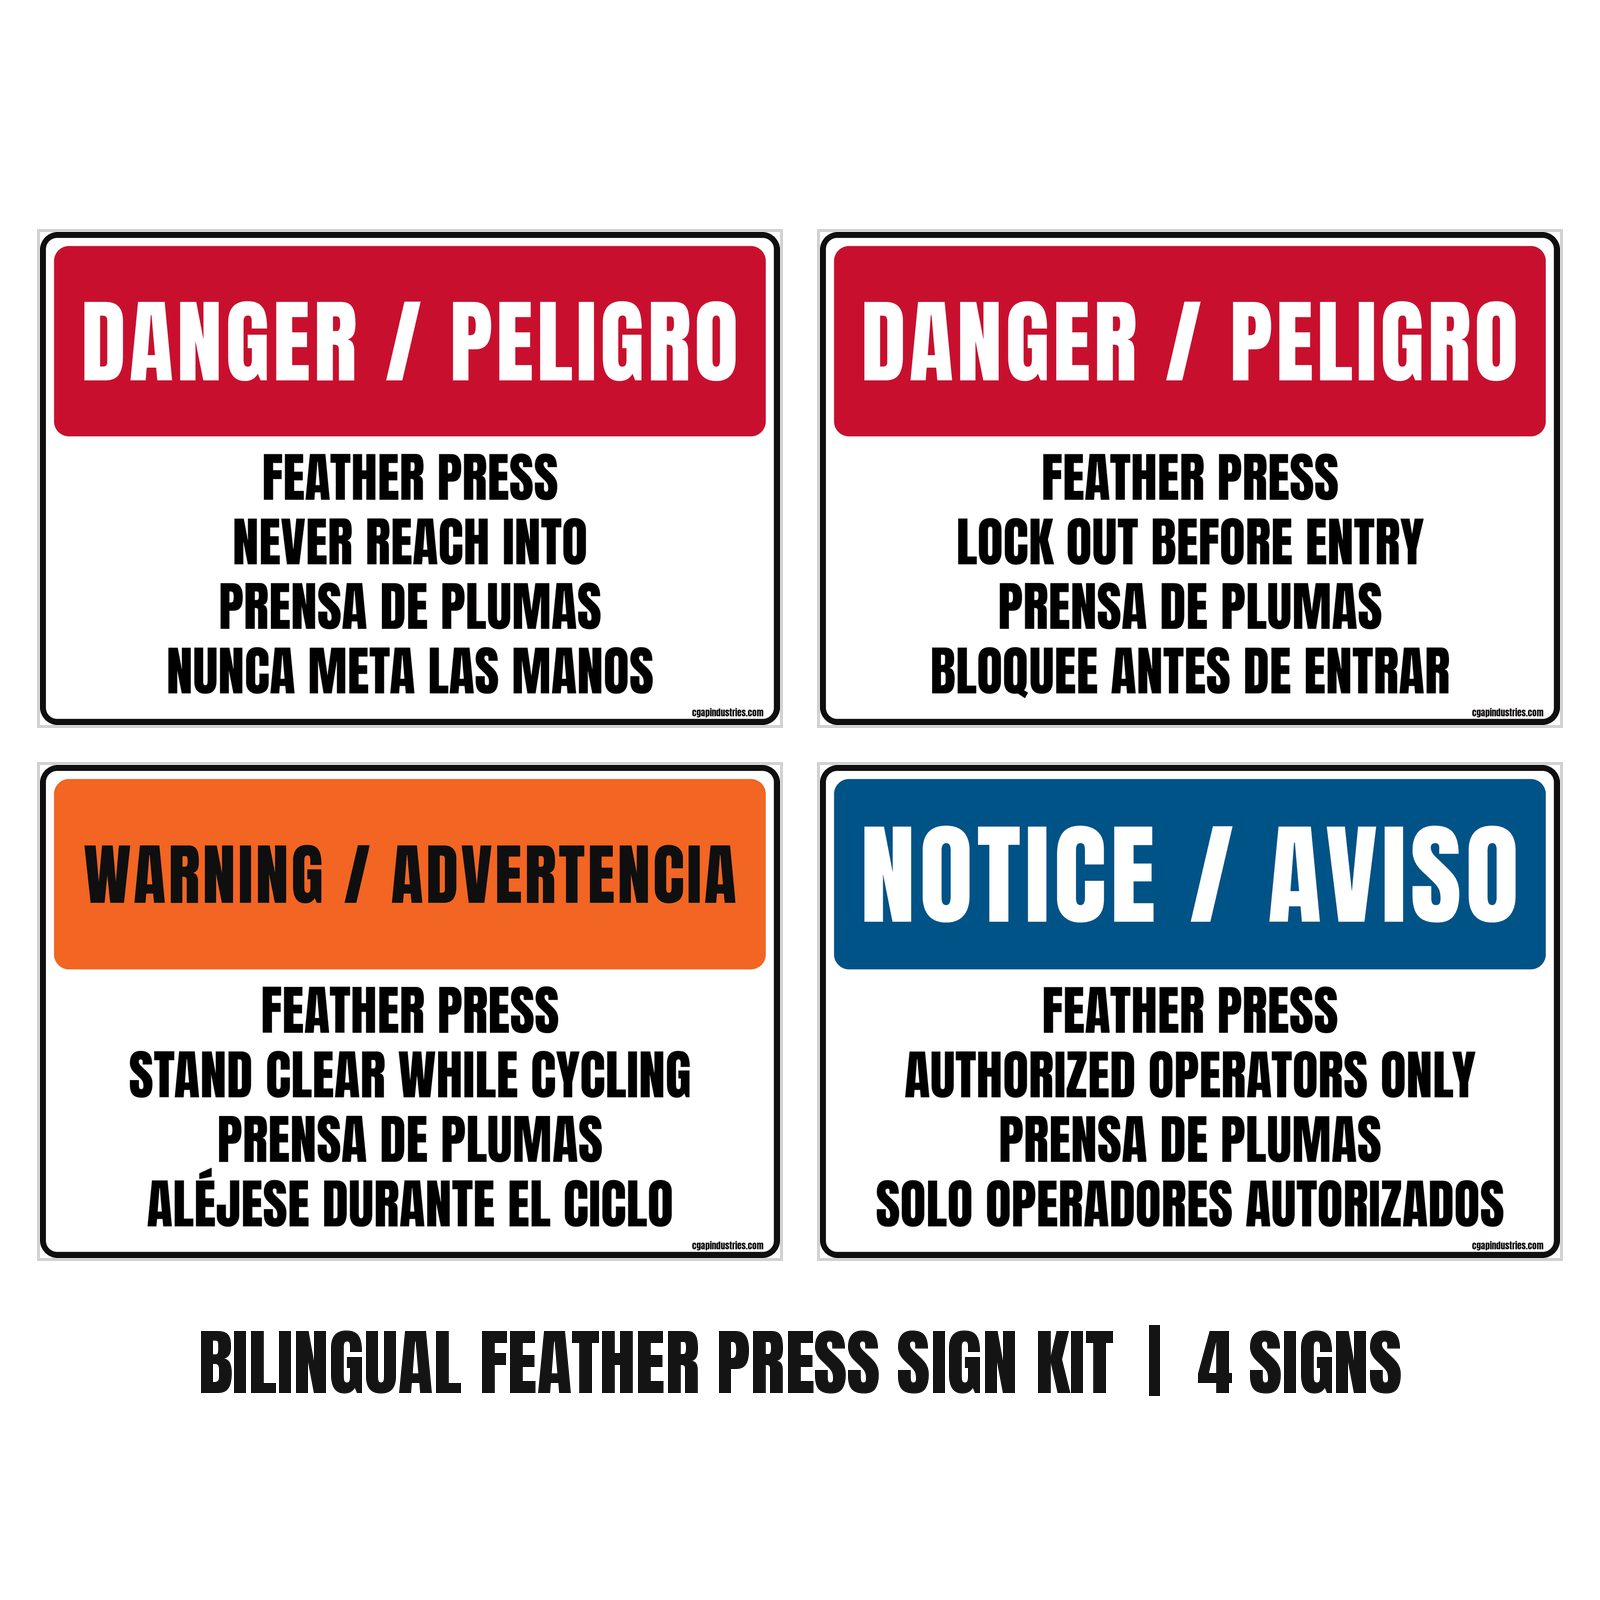 DANGER / PELIGRO
FEATHER PRESS
NEVER REACH INTO
PRENSA DE PLUMAS
NUNCA META LAS MANOS
cgapindustries.com
DANGER / PELIGRO
FEATHER PRESS
LOCK OUT BEFORE ENTRY
PRENSA DE PLUMAS
BLOQUEE ANTES DE ENTRAR
cgapindustries.com
WARNING / ADVERTENCIA
FEATHER PRESS
STAND CLEAR WHILE CYCLING
PRENSA DE PLUMAS
ALÉJESE DURANTE EL CICLO
cgapindustries.com
NOTICE / AVISO
FEATHER PRESS
AUTHORIZED OPERATORS ONLY
PRENSA DE PLUMAS
SOLO OPERADORES AUTORIZADOS
cgapindustries.com
BILINGUAL FEATHER PRESS SIGN KIT | 4 SIGNS